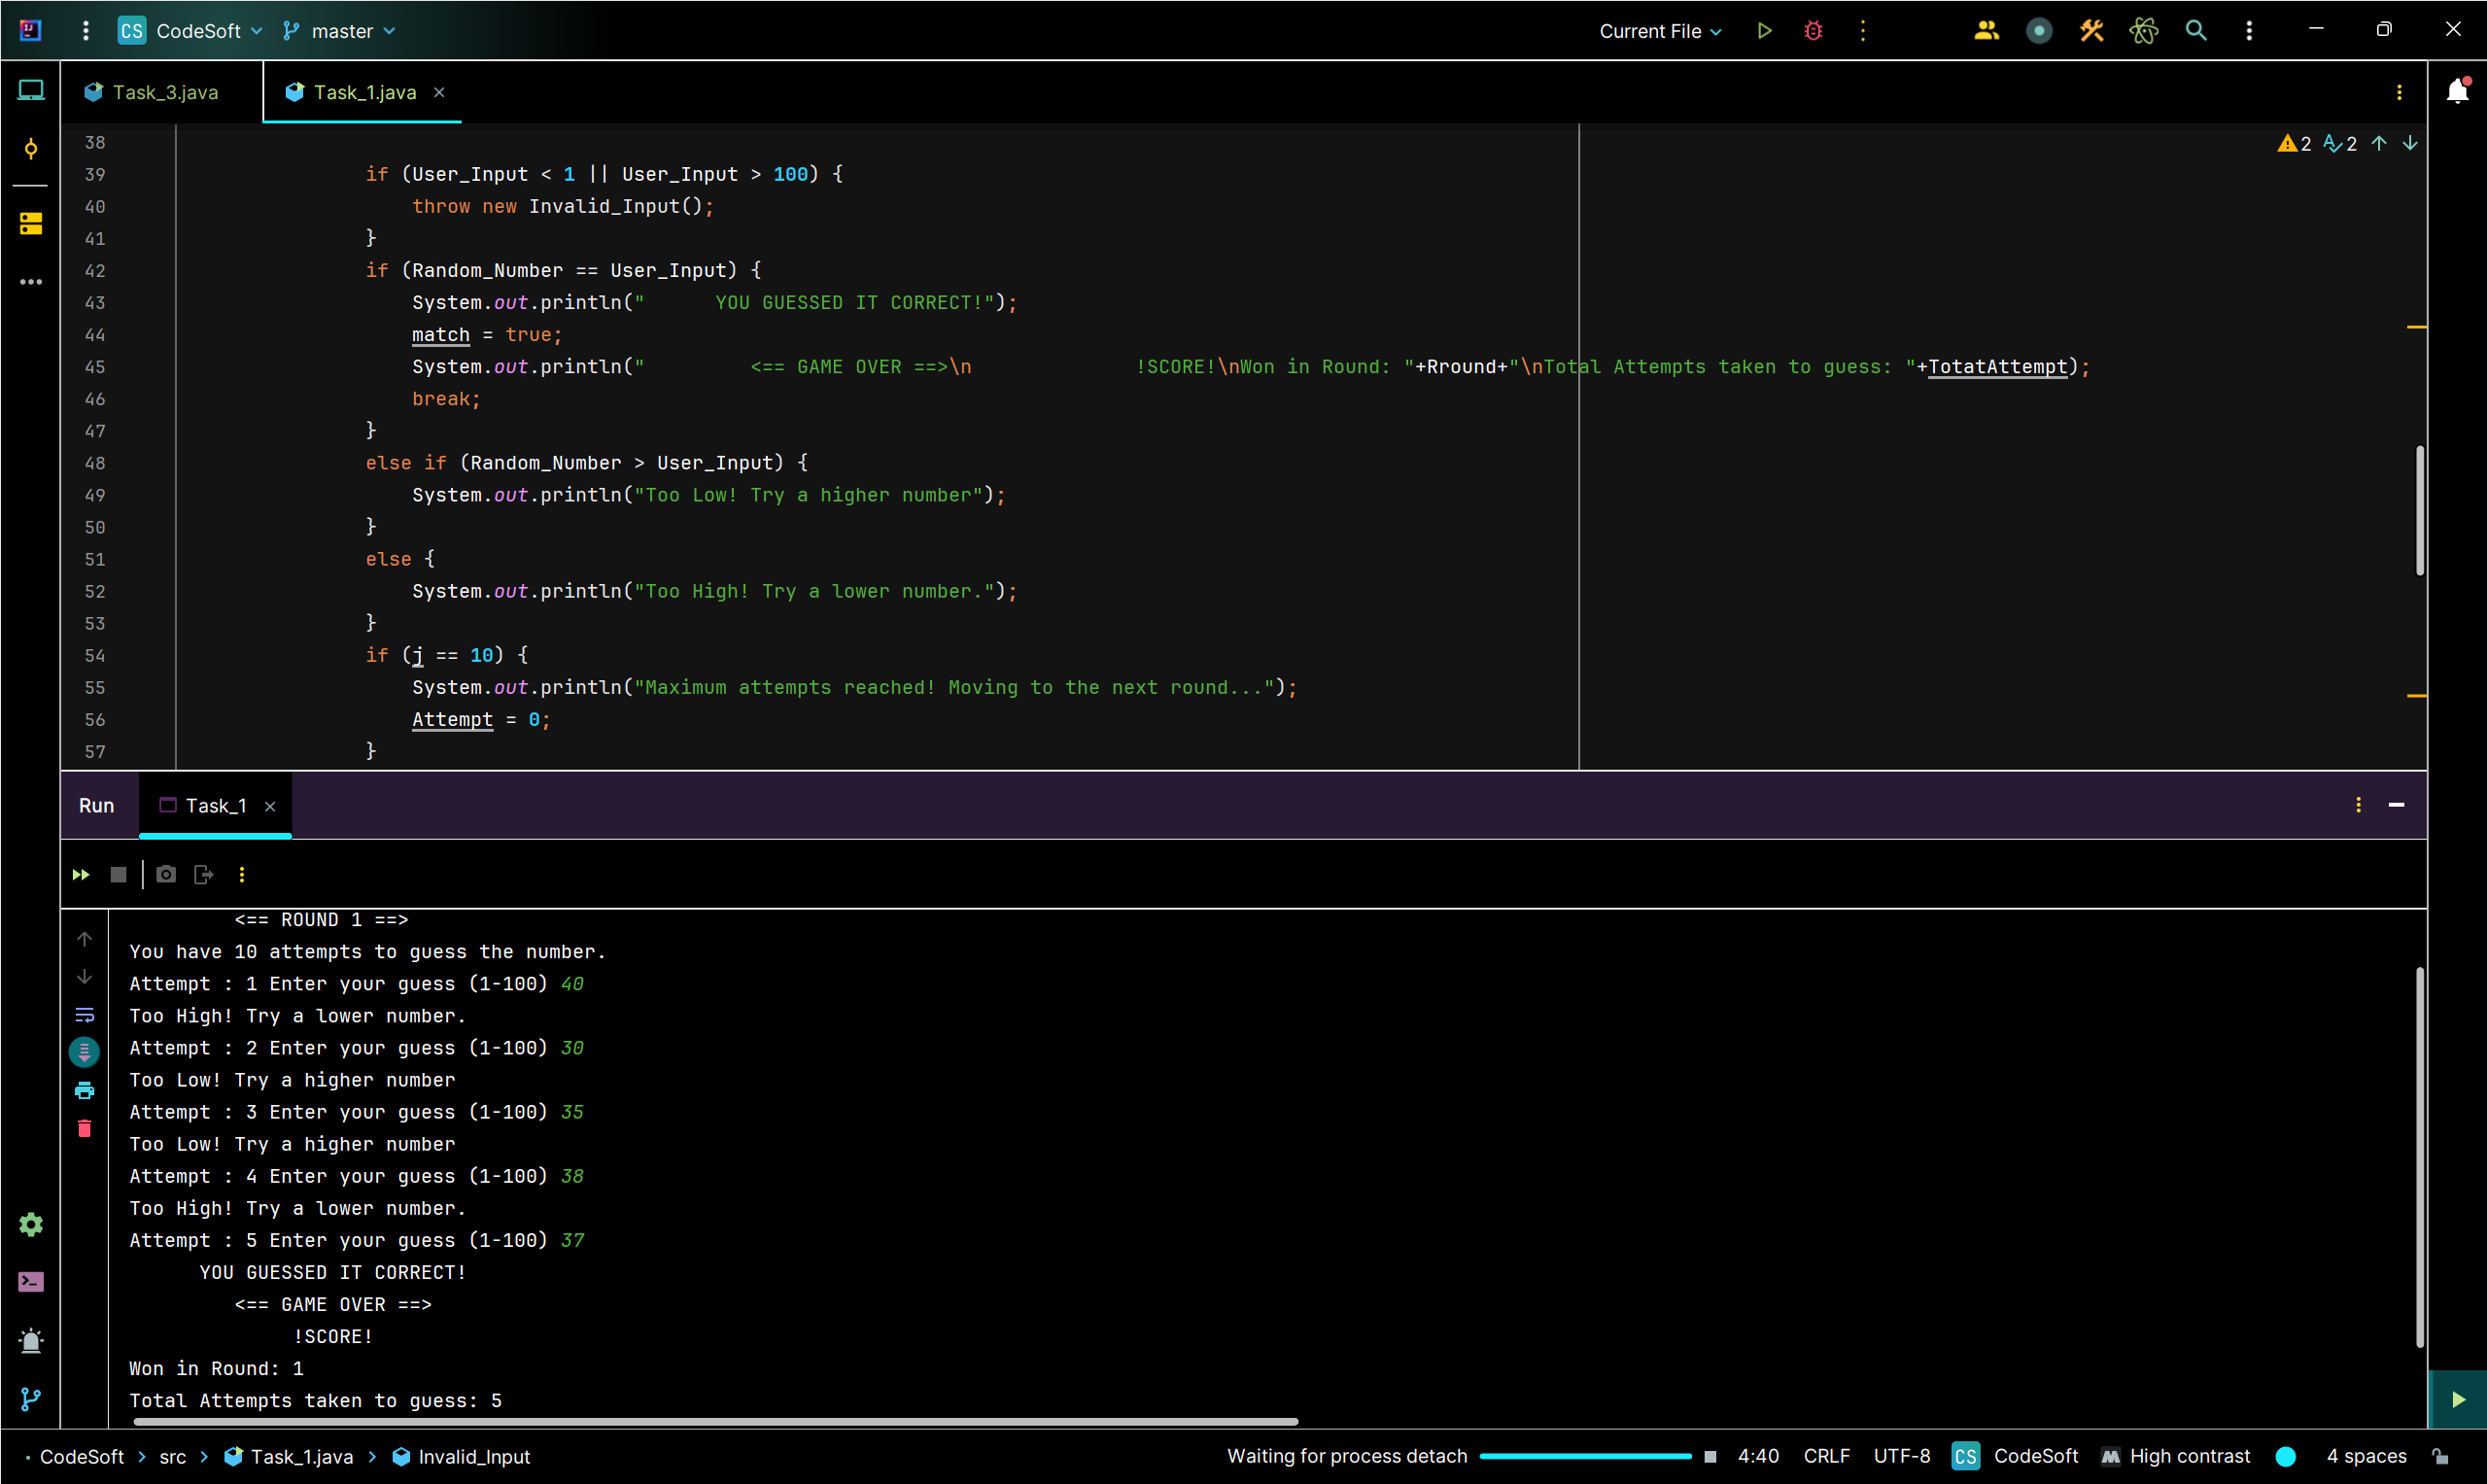 CS CodeSoft master Current File
Task_3.java Task_1.java
2 2
38
39 if (User_Input < 1 || User_Input > 100) {
40 throw new Invalid_Input();
41 }
42 if (Random_Number == User_Input) {
43 System.out.println("      YOU GUESSED IT CORRECT!");
44 match = true;
45 System.out.println("         <== GAME OVER ==>\n              !SCORE!\nWon in Round: "+Rround+"\nTotal Attempts taken to guess: "+TotatAttempt);
46 break;
47 }
48 else if (Random_Number > User_Input) {
49 System.out.println("Too Low! Try a higher number");
50 }
51 else {
52 System.out.println("Too High! Try a lower number.");
53 }
54 if (j == 10) {
55 System.out.println("Maximum attempts reached! Moving to the next round...");
56 Attempt = 0;
57 }
Run Task_1
<== ROUND 1 ==>
You have 10 attempts to guess the number.
Attempt : 1 Enter your guess (1-100) 40
Too High! Try a lower number.
Attempt : 2 Enter your guess (1-100) 30
Too Low! Try a higher number
Attempt : 3 Enter your guess (1-100) 35
Too Low! Try a higher number
Attempt : 4 Enter your guess (1-100) 38
Too High! Try a lower number.
Attempt : 5 Enter your guess (1-100) 37
YOU GUESSED IT CORRECT!
<== GAME OVER ==>
!SCORE!
Won in Round: 1
Total Attempts taken to guess: 5
CodeSoft > src > Task_1.java > Invalid_Input Waiting for process detach 4:40 CRLF UTF-8 CS CodeSoft High contrast 4 spaces